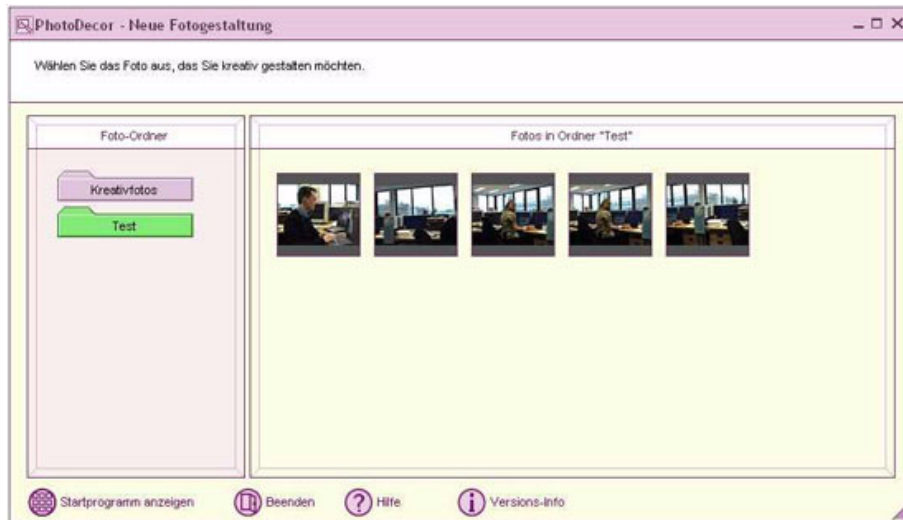 PhotoDecor - Neue Fotogestaltung
Wählen Sie das Foto aus, das Sie kreativ gestalten möchten.
Foto-Ordner
Fotos in Ordner "Test"
Kreativfotos
Test
Startprogramm anzeigen
Beenden
Hilfe
Versions-Info